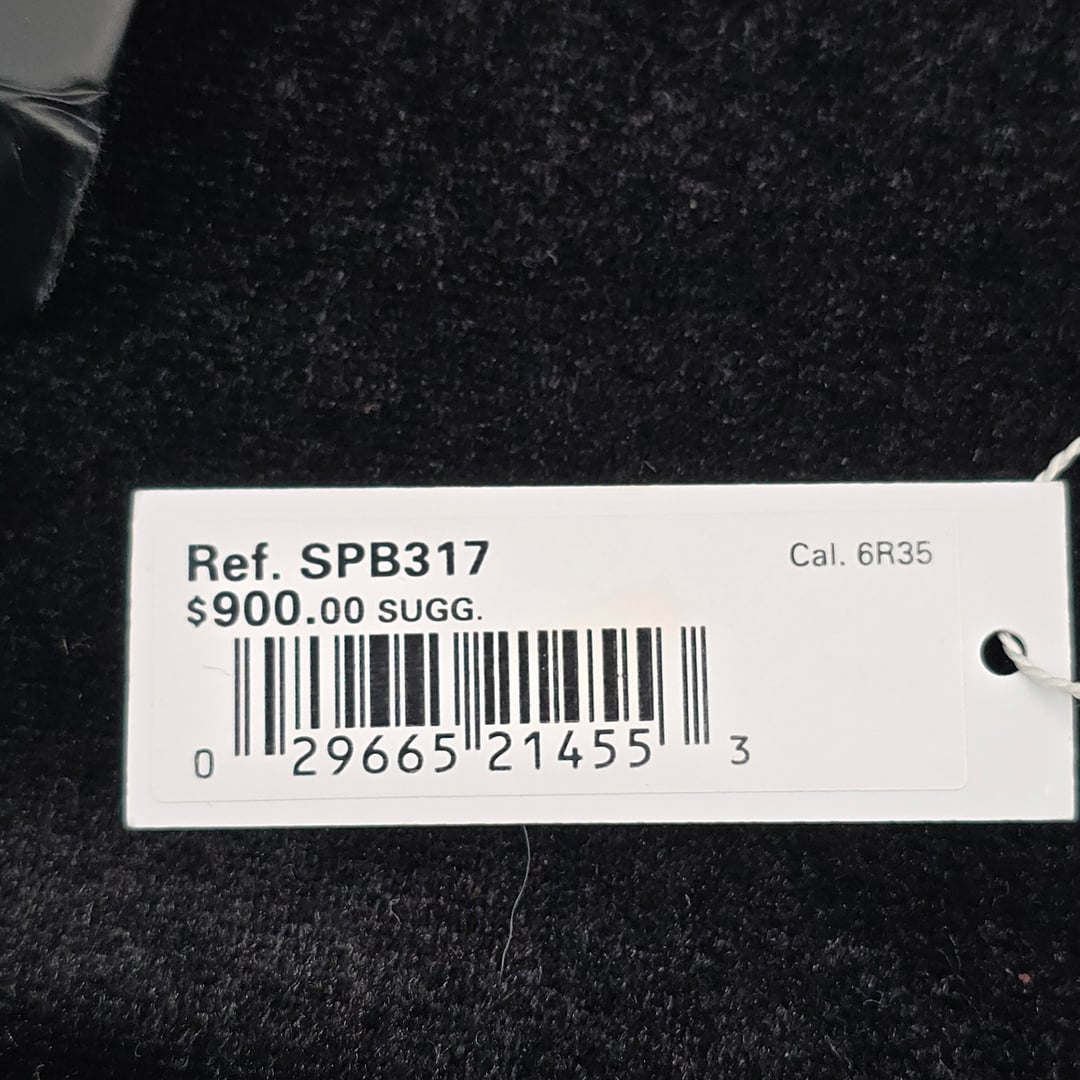 Ref. SPB317
Cal. 6R35
$900.00 SUGG.
0 29665 21455 3